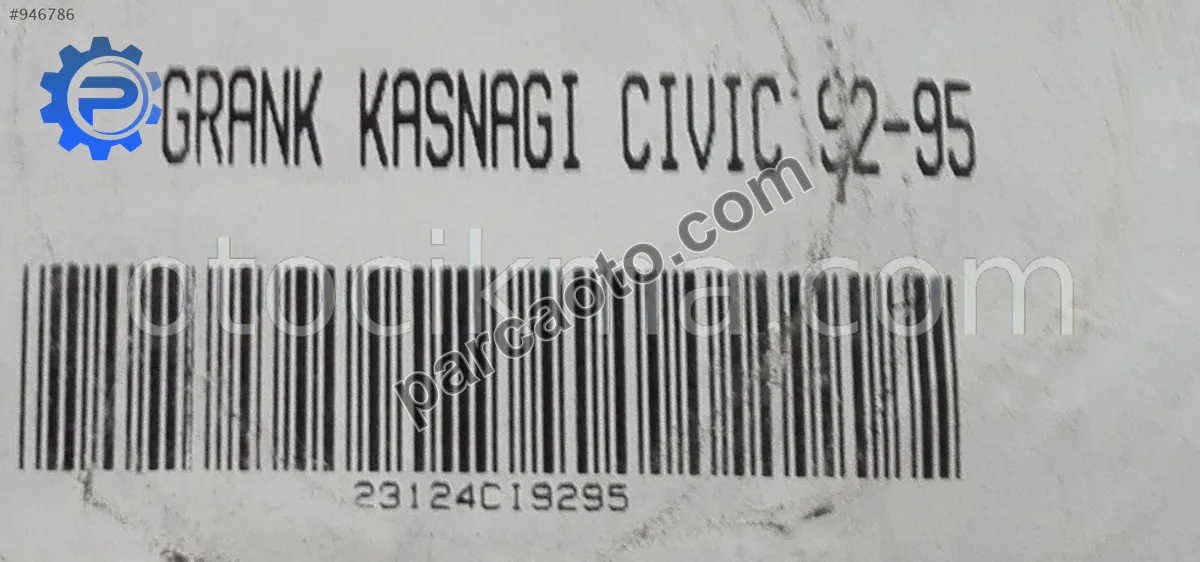 #946786
GRANK KASNAGI CIVIC 92-95
otocikma.com
parcaoto.com
23124CI9295